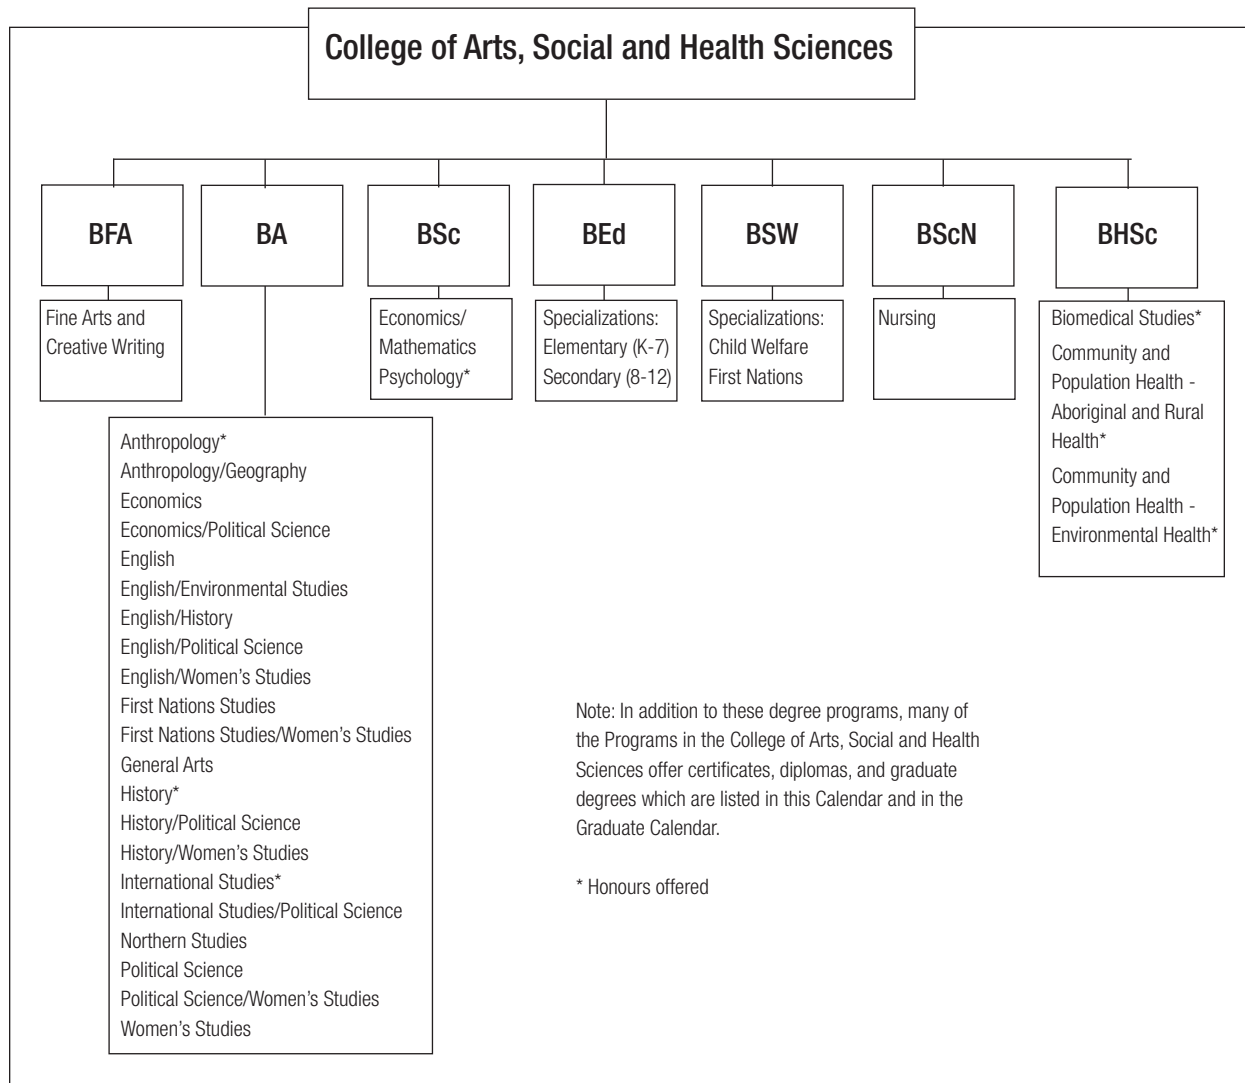 College of Arts, Social and Health Sciences
BFA
BA
BSc
BEd
BSW
BScN
BHSc
Fine Arts and
Creative Writing
Economics/
Mathematics
Psychology*
Specializations:
Elementary (K-7)
Secondary (8-12)
Specializations:
Child Welfare
First Nations
Nursing
Biomedical Studies*
Community and
Population Health -
Aboriginal and Rural
Health*
Community and
Population Health -
Environmental Health*
Anthropology*
Anthropology/Geography
Economics
Economics/Political Science
English
English/Environmental Studies
English/History
English/Political Science
English/Women’s Studies
First Nations Studies
First Nations Studies/Women’s Studies
General Arts
History*
History/Political Science
History/Women’s Studies
International Studies*
International Studies/Political Science
Northern Studies
Political Science
Political Science/Women’s Studies
Women’s Studies
Note: In addition to these degree programs, many of
the Programs in the College of Arts, Social and Health
Sciences offer certificates, diplomas, and graduate
degrees which are listed in this Calendar and in the
Graduate Calendar.
* Honours offered